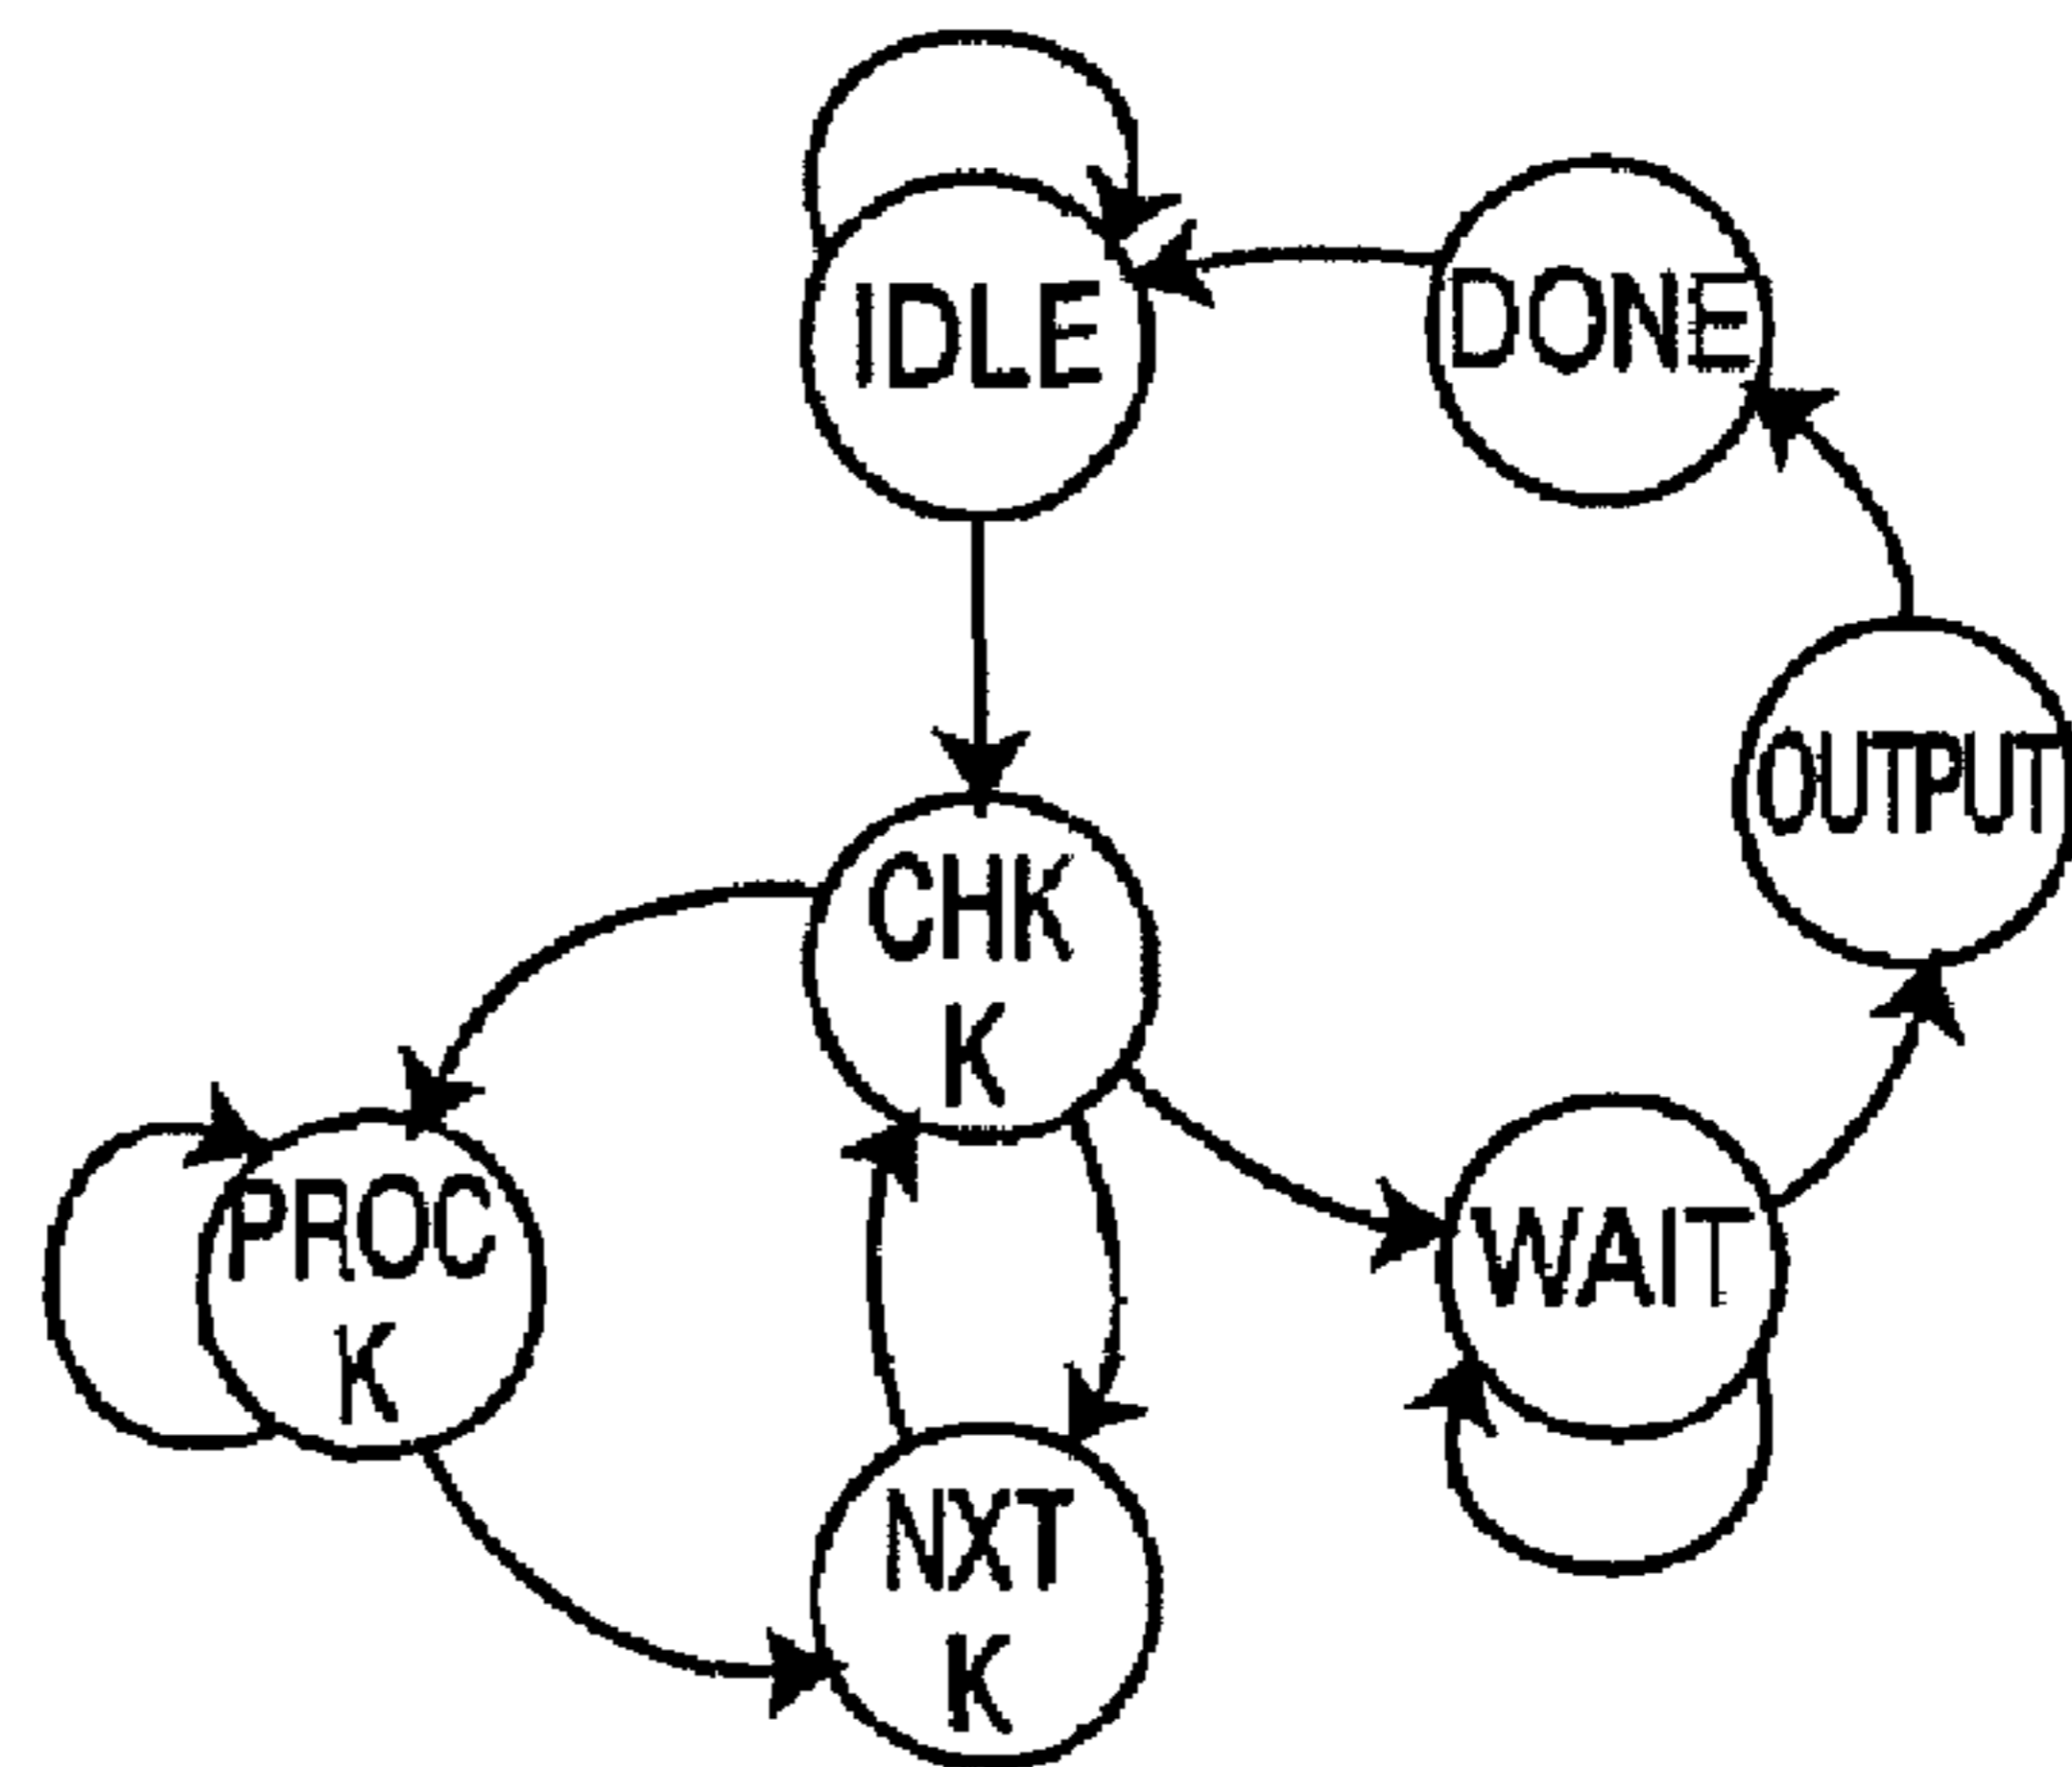 IDLE
DONE
OUTPUT
CHK
K
PROC
K
WAIT
NXT
K